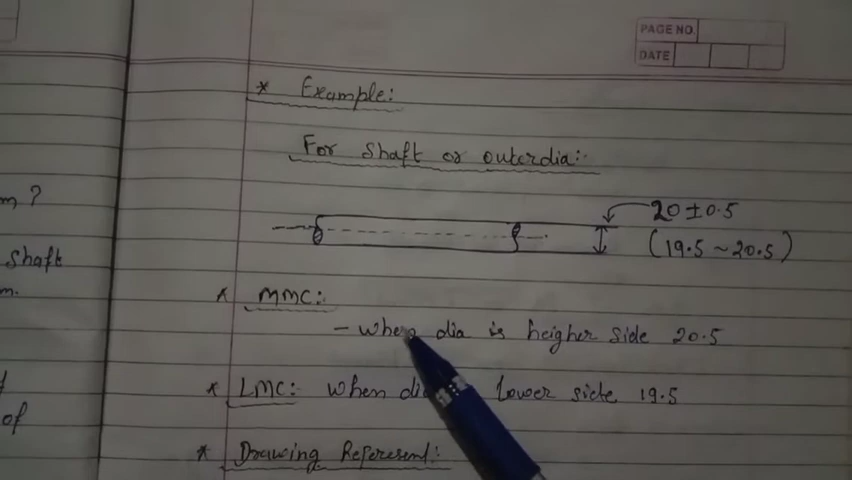 PAGE NO.
DATE
* Example:
For shaft or outerdia:
20 ± 0.5
(19.5 ~ 20.5)
m ?
shaft
m.
of
* MMC:
- when dia is heigher side 20.5
* LMC: when dia Lower side 19.5
* Drawing Represent: